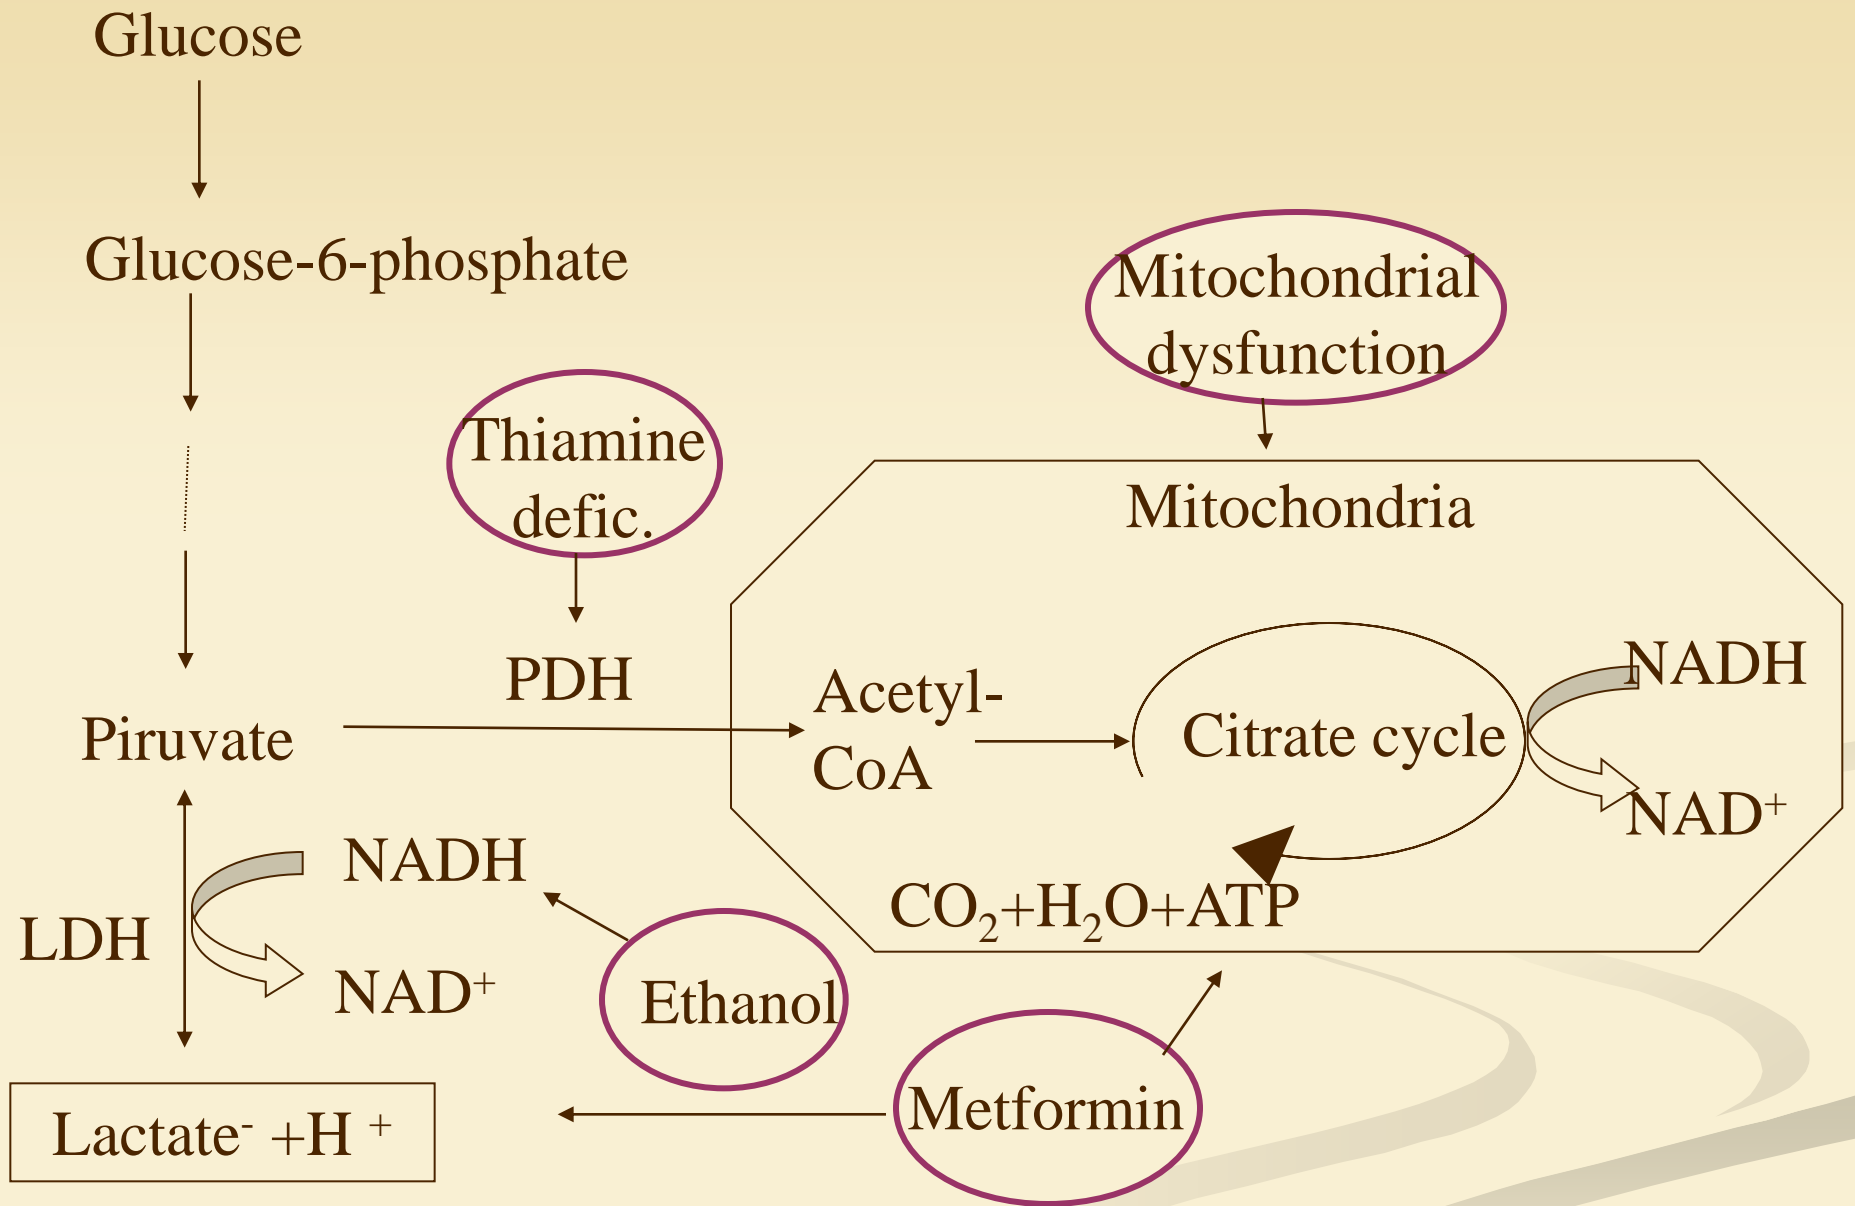 Glucose
Glucose-6-phosphate
Mitochondrial
dysfunction
Thiamine
defic.
Mitochondria
PDH
Piruvate
Acetyl-
CoA
Citrate cycle
NADH
NAD⁺
NADH
LDH
NAD⁺
CO₂+H₂O+ATP
Ethanol
Metformin
Lactate⁻ +H ⁺